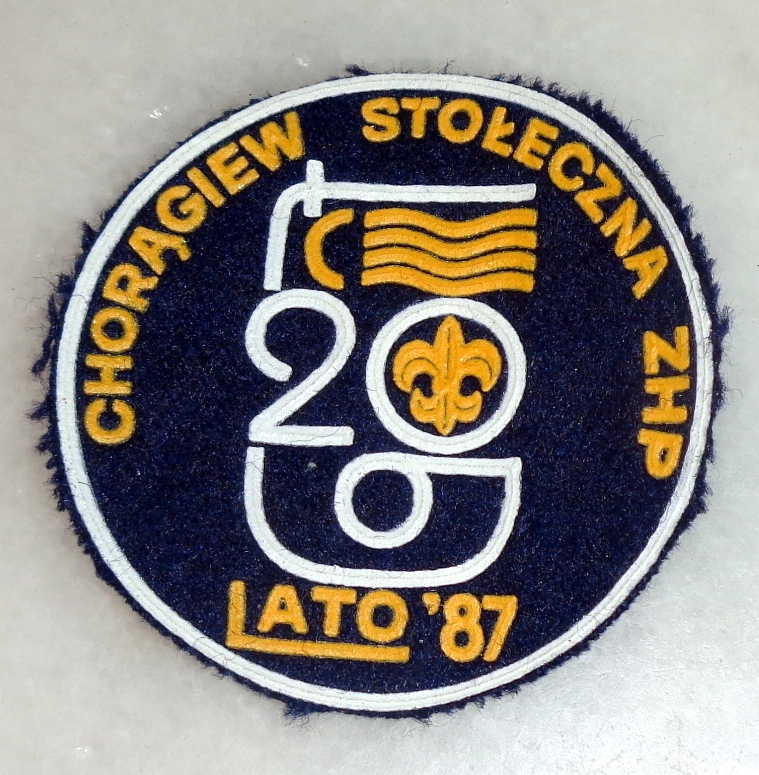 CHORĄGIEW STOŁECZNA ZHP
20
LATO '87